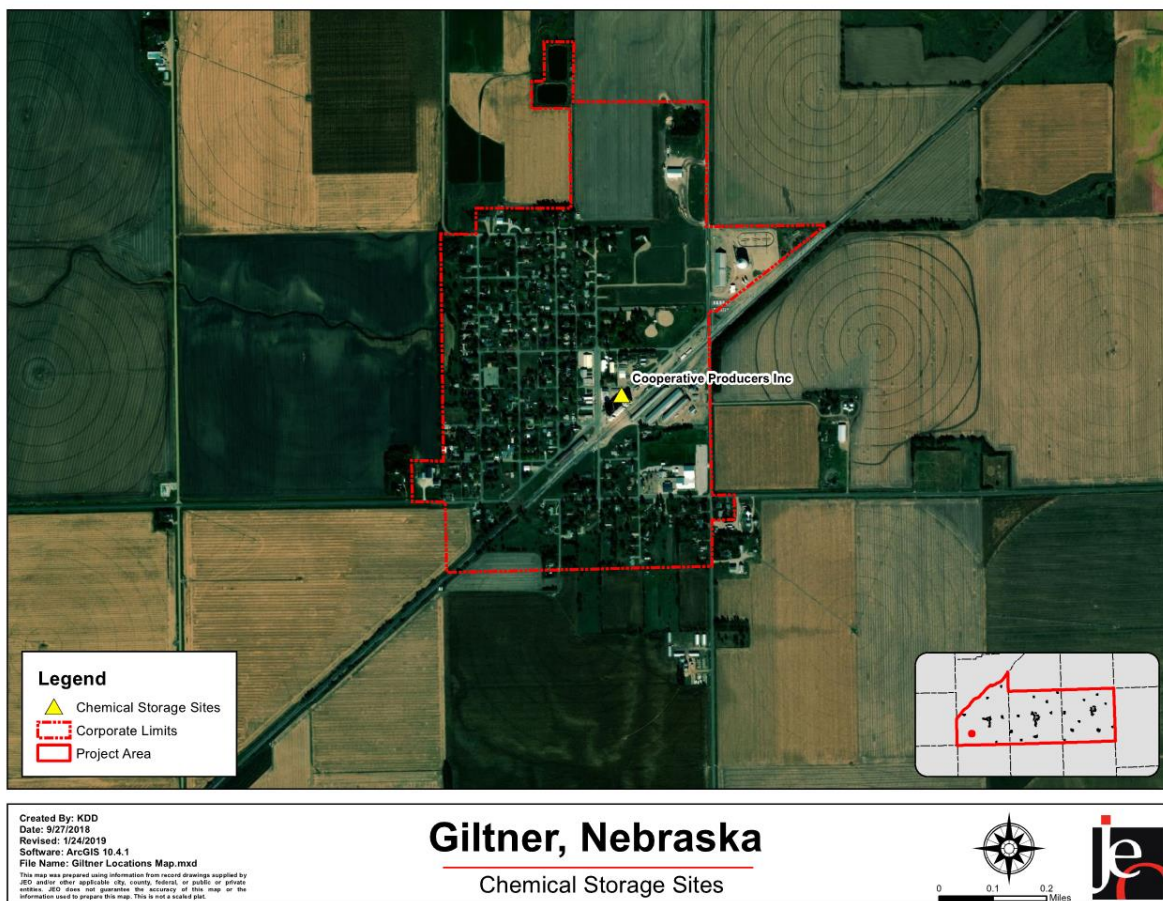 Cooperative Producers Inc
Legend
Chemical Storage Sites
Corporate Limits
Project Area
Created By: KDD
Date: 9/27/2018
Revised: 1/24/2019
Software: ArcGIS 10.4.1
File Name: Giltner Locations Map.mxd
This map was prepared using information from record drawings supplied by
JEO and/or other applicable city, county, federal, or public or private
entities. JEO does not guarantee the accuracy of this map or the
information used to prepare this map. This is not a scaled plat.
Giltner, Nebraska
Chemical Storage Sites
0 0.1 0.2
Miles
jeo